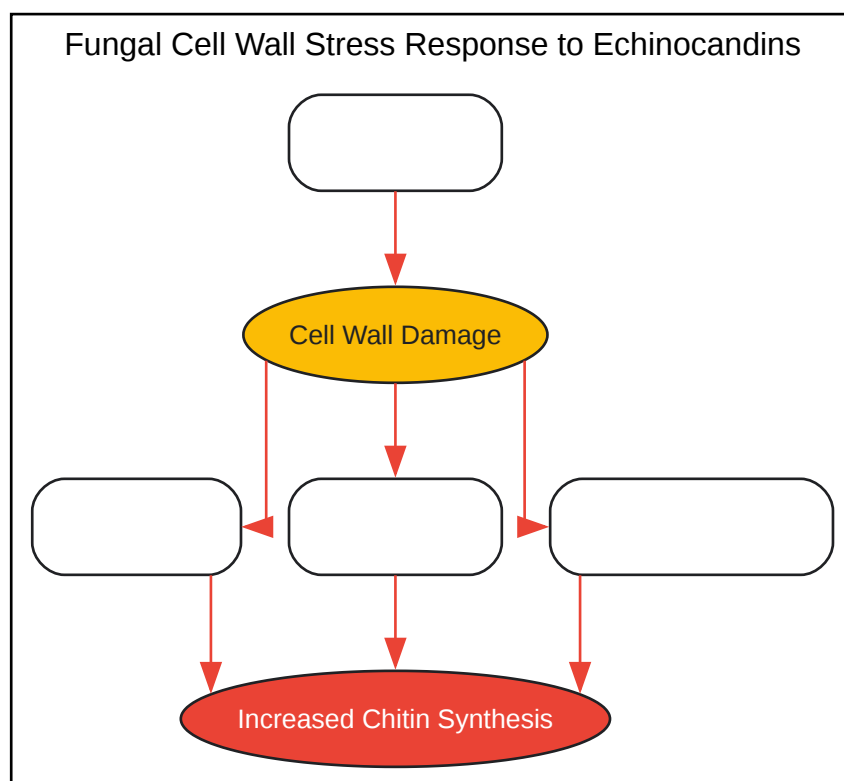 Fungal Cell Wall Stress Response to Echinocandins
Cell Wall Damage
Increased Chitin Synthesis